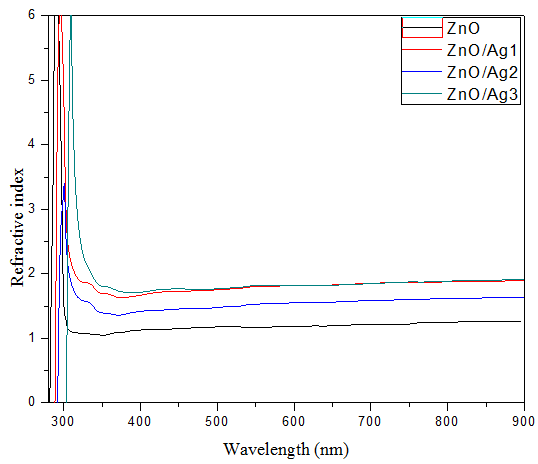 6
5
4
3
2
1
0
Refractive index
ZnO
ZnO/Ag1
ZnO/Ag2
ZnO/Ag3
300 400 500 600 700 800 900
Wavelength (nm)